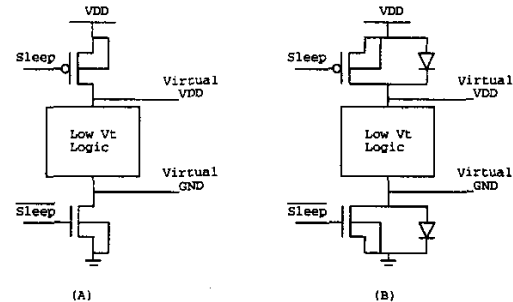 VDD
Sleep
Virtual
VDD
Low Vt
Logic
Virtual
GND
Sleep
(A)
VDD
Sleep
Virtual
VDD
Low Vt
Logic
Virtual
GND
Sleep
(B)